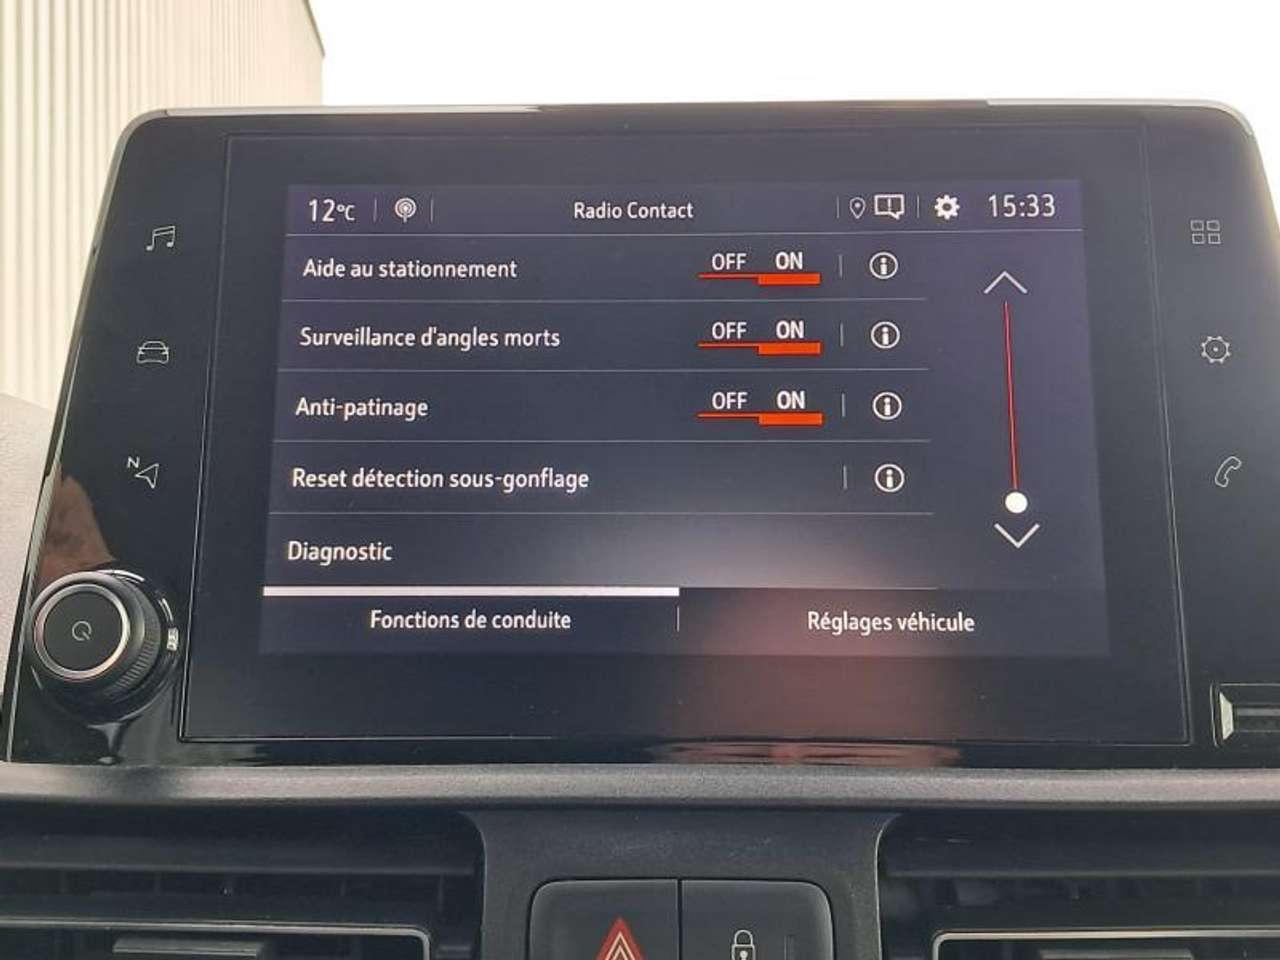 12°C Radio Contact 15:33
Aide au stationnement OFF ON
Surveillance d'angles morts OFF ON
Anti-patinage OFF ON
Reset détection sous-gonflage
Diagnostic
Fonctions de conduite Réglages véhicule
N